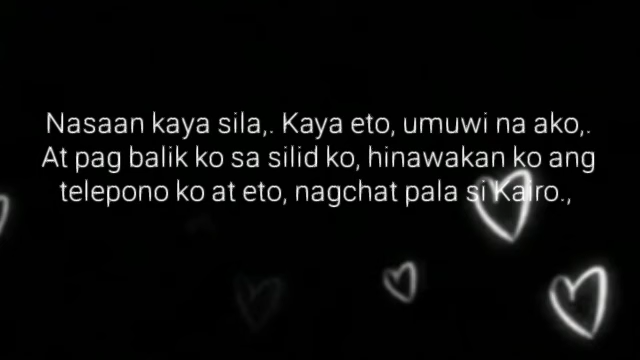 Nasaan kaya sila,. Kaya eto, umuwi na ako,.
At pag balik ko sa silid ko, hinawakan ko ang
telepono ko at eto, nagchat pala si Kairo.,